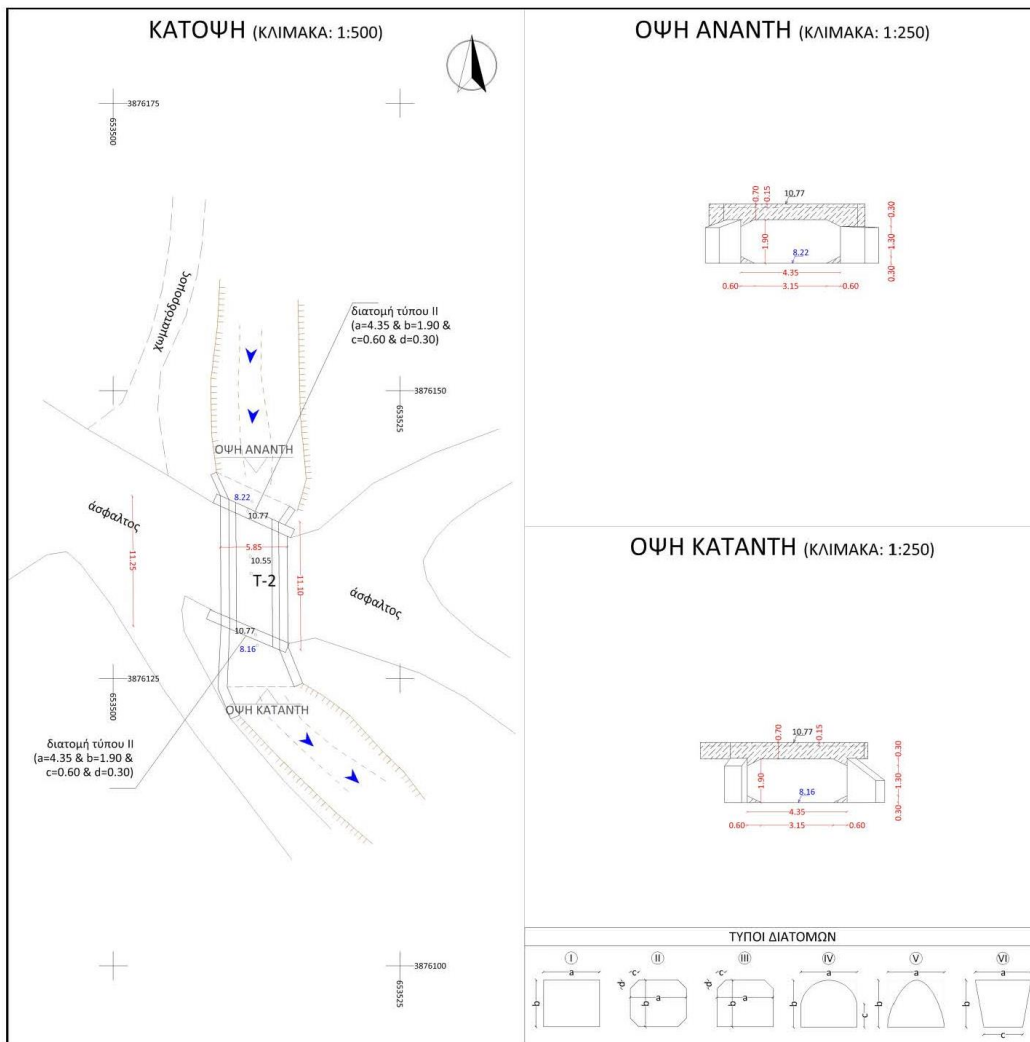 ΚΑΤΟΨΗ (ΚΛΙΜΑΚΑ: 1:500)
3876175
653500
χωματόδρομος
διατομή τύπου ΙΙ
(a=4.35 & b=1.90 &
c=0.60 & d=0.30)
3876150
653525
ΟΨΗ ΑΝΑΝΤΗ
8.22
10.77
άσφαλτος
11.25
5.85
10.55
T-2
11.10
άσφαλτος
10.77
8.16
3876125
653500
ΟΨΗ ΚΑΤΑΝΤΗ
διατομή τύπου ΙΙ
(a=4.35 & b=1.90 &
c=0.60 & d=0.30)
3876100
653525
ΟΨΗ ΑΝΑΝΤΗ (ΚΛΙΜΑΚΑ: 1:250)
0.70
0.15
10.77
0.30
1.90
1.30
8.22
0.30
4.35
0.60 3.15 0.60
ΟΨΗ ΚΑΤΑΝΤΗ (ΚΛΙΜΑΚΑ: 1:250)
0.70
0.15
10.77
0.30
1.90
1.30
8.16
0.30
4.35
0.60 3.15 0.60
ΤΥΠΟΙ ΔΙΑΤΟΜΩΝ
I II III IV V VI
a c c a a a
b d b a d b a b c b b
c